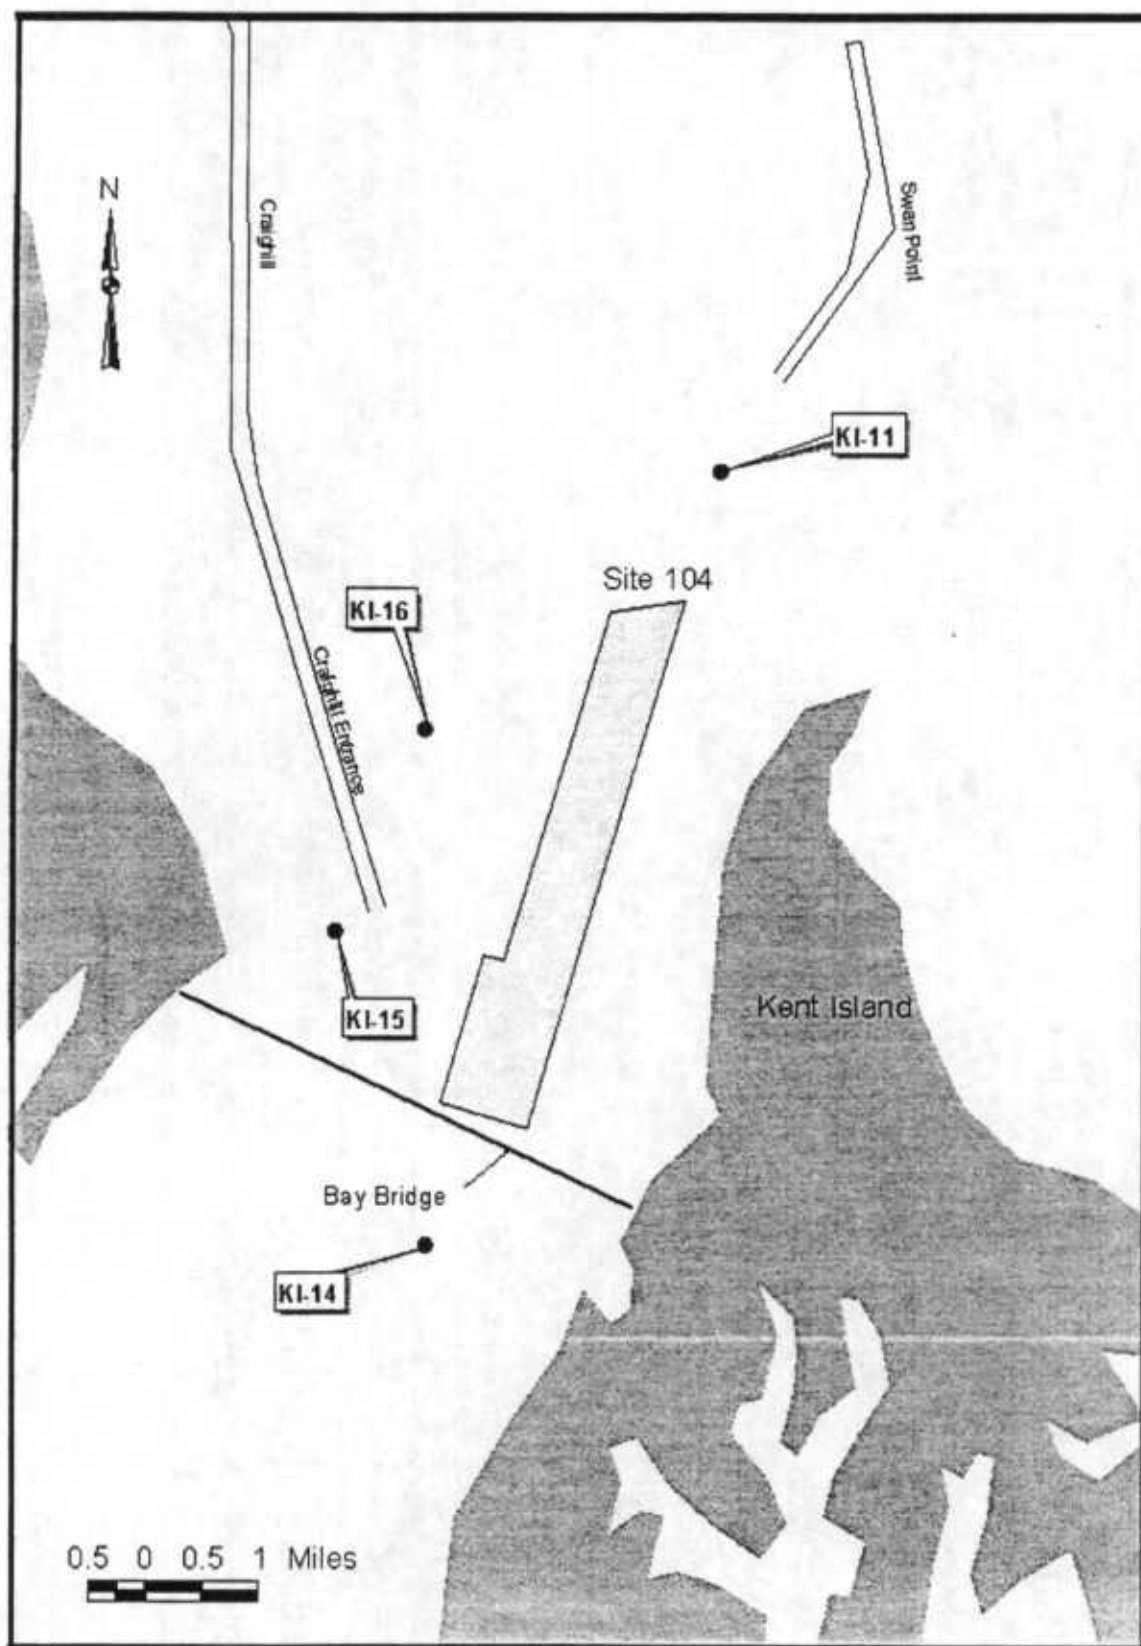 N
Craighill
Swan Point
KI-11
Site 104
KI-16
Craighill Entrance
Kent Island
KI-15
Bay Bridge
KI-14
0.5 0 0.5 1 Miles